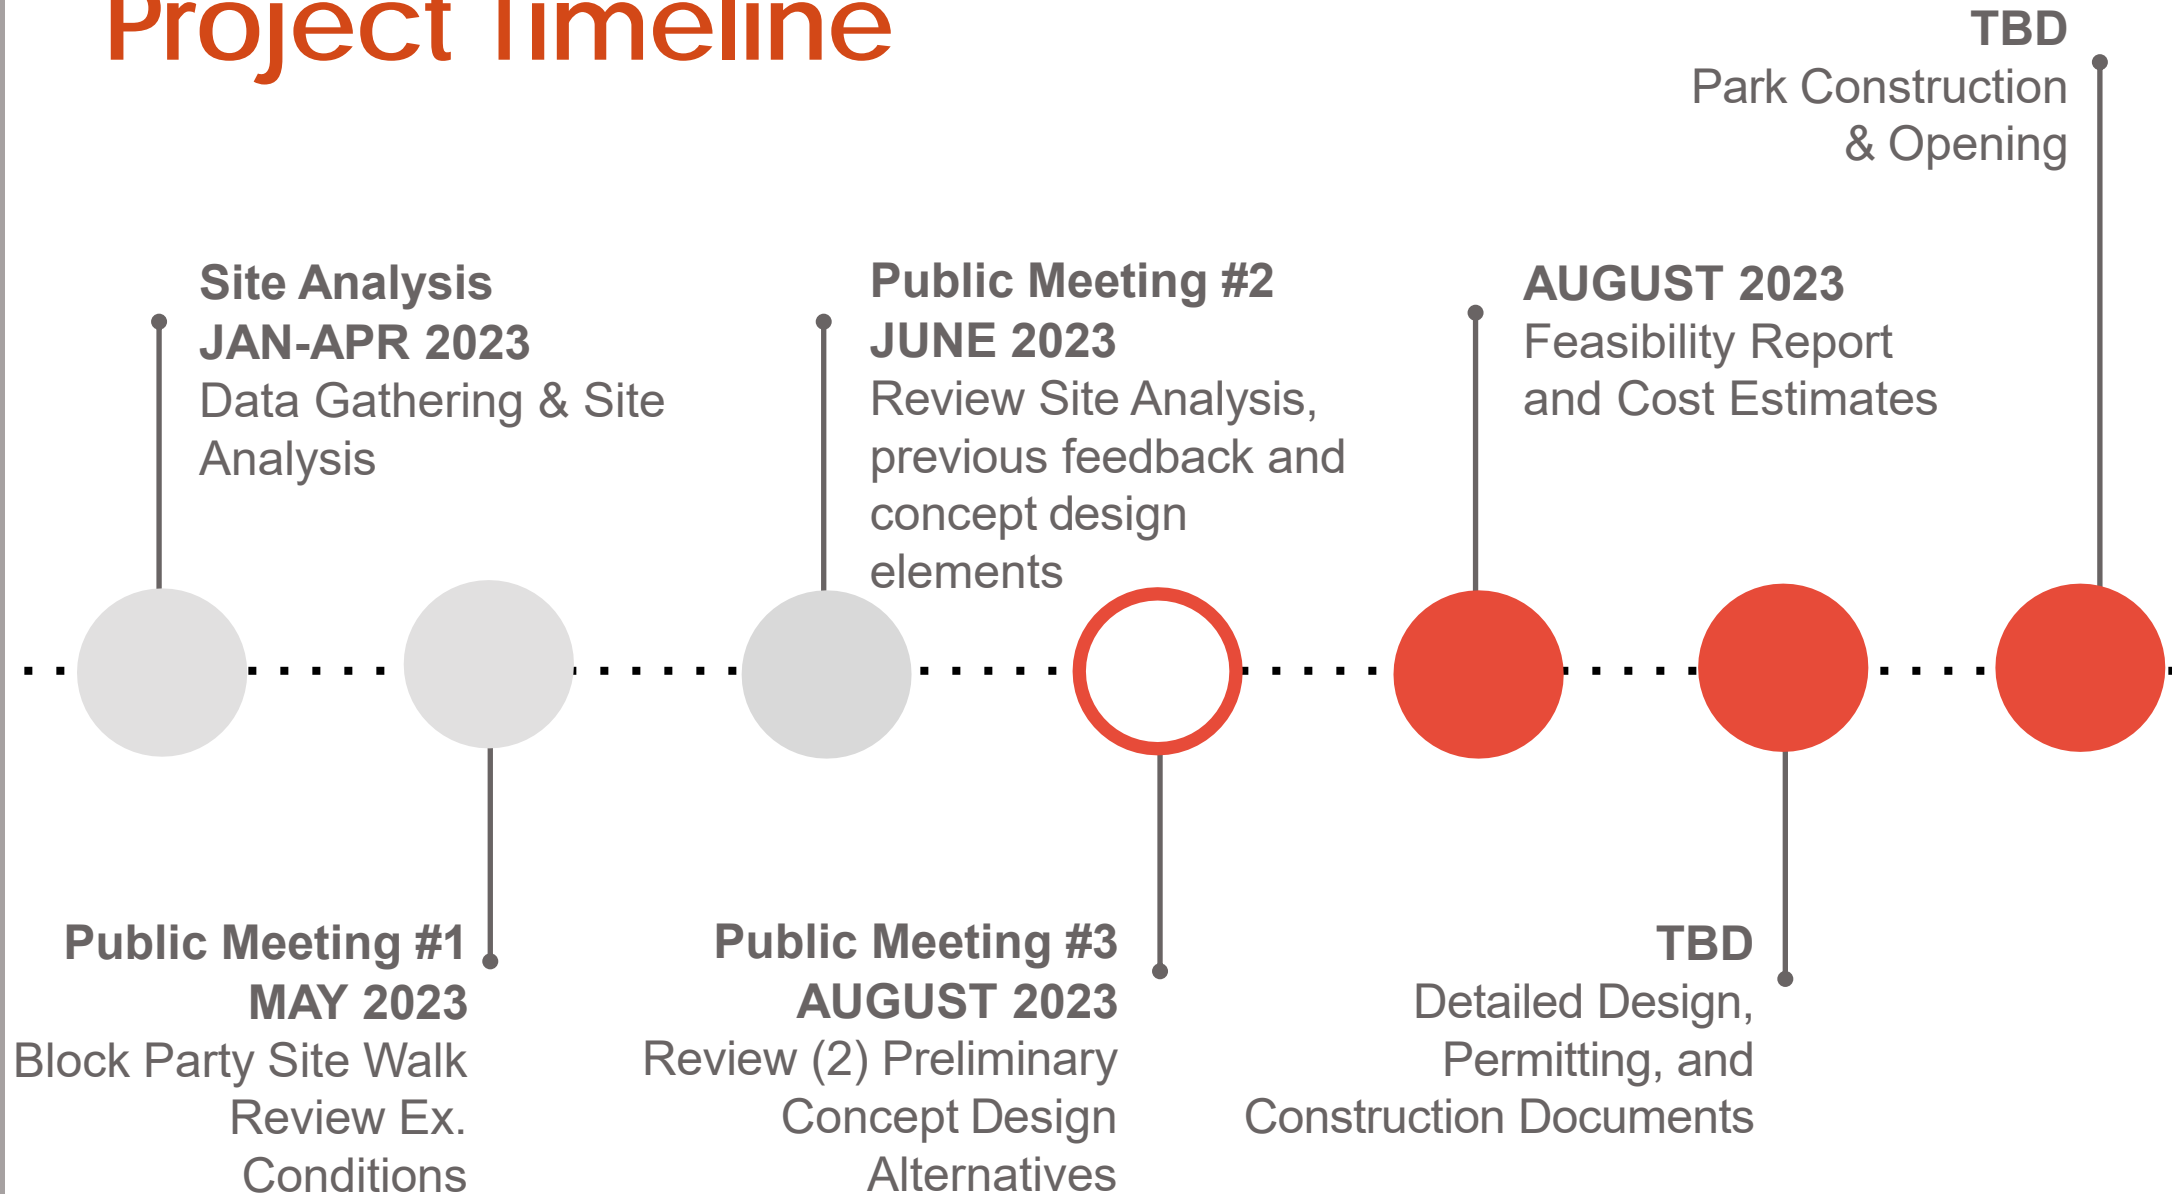 Project Timeline
TBD
Park Construction
& Opening
Site Analysis
JAN-APR 2023
Data Gathering & Site
Analysis
Public Meeting #2
JUNE 2023
Review Site Analysis,
previous feedback and
concept design
elements
AUGUST 2023
Feasibility Report
and Cost Estimates
Public Meeting #1
MAY 2023
Block Party Site Walk
Review Ex.
Conditions
Public Meeting #3
AUGUST 2023
Review (2) Preliminary
Concept Design
Alternatives
TBD
Detailed Design,
Permitting, and
Construction Documents